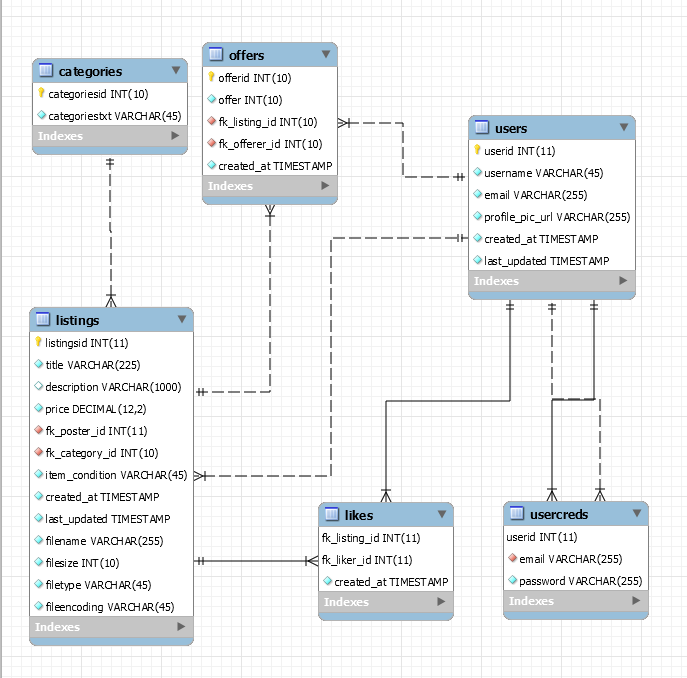 categories
categoriesid INT(10)
categoriestxt VARCHAR(45)
Indexes
offers
offerid INT(10)
offer INT(10)
fk_listing_id INT(10)
fk_offerer_id INT(10)
created_at TIMESTAMP
Indexes
users
userid INT(11)
username VARCHAR(45)
email VARCHAR(255)
profile_pic_url VARCHAR(255)
created_at TIMESTAMP
last_updated TIMESTAMP
Indexes
listings
listingsid INT(11)
title VARCHAR(225)
description VARCHAR(1000)
price DECIMAL(12,2)
fk_poster_id INT(11)
fk_category_id INT(10)
item_condition VARCHAR(45)
created_at TIMESTAMP
last_updated TIMESTAMP
filename VARCHAR(255)
filesize INT(10)
filetype VARCHAR(45)
fileencoding VARCHAR(45)
Indexes
likes
fk_listing_id INT(11)
fk_liker_id INT(11)
created_at TIMESTAMP
Indexes
usercreds
userid INT(11)
email VARCHAR(255)
password VARCHAR(255)
Indexes